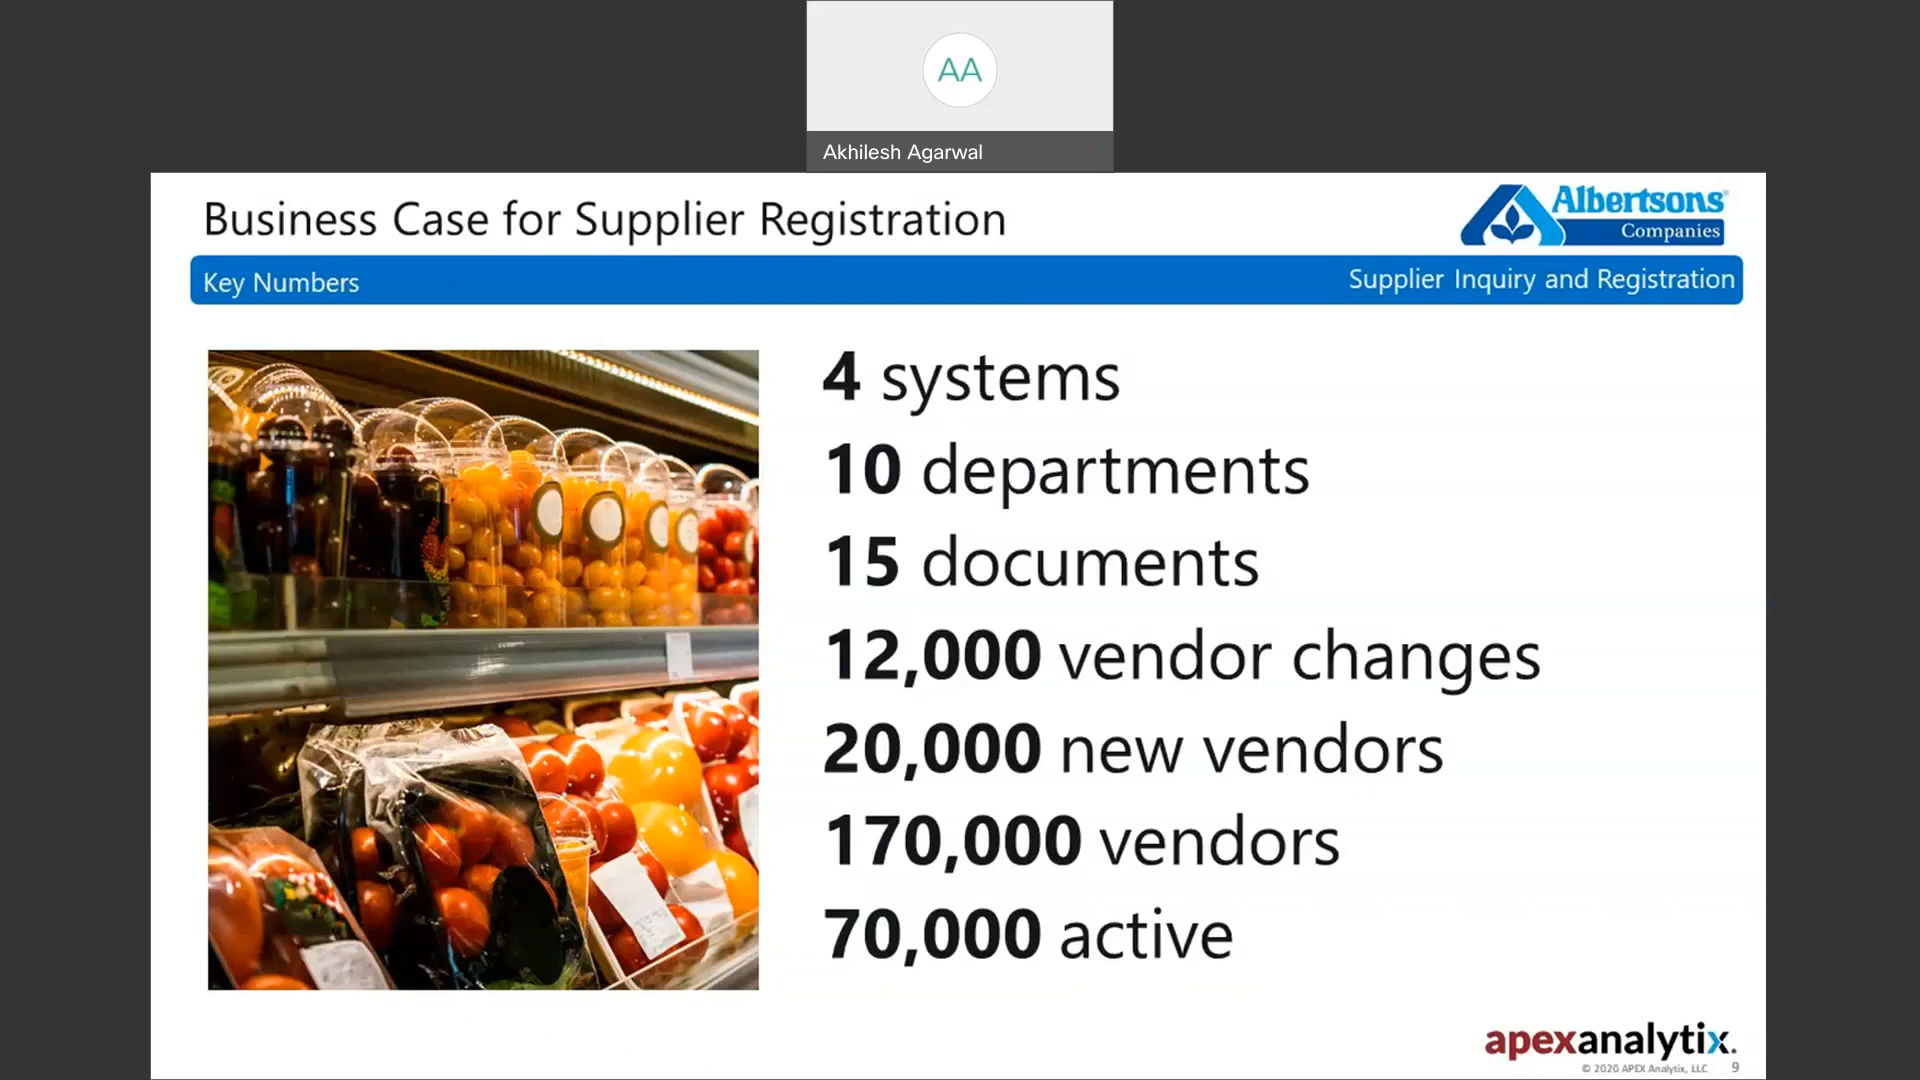 AA
Akhilesh Agarwal
Business Case for Supplier Registration
Albertsons®
Companies
Key Numbers
Supplier Inquiry and Registration
4 systems
10 departments
15 documents
12,000 vendor changes
20,000 new vendors
170,000 vendors
70,000 active
apexanalytix.
© 2020 APEX Analytix, LLC 9